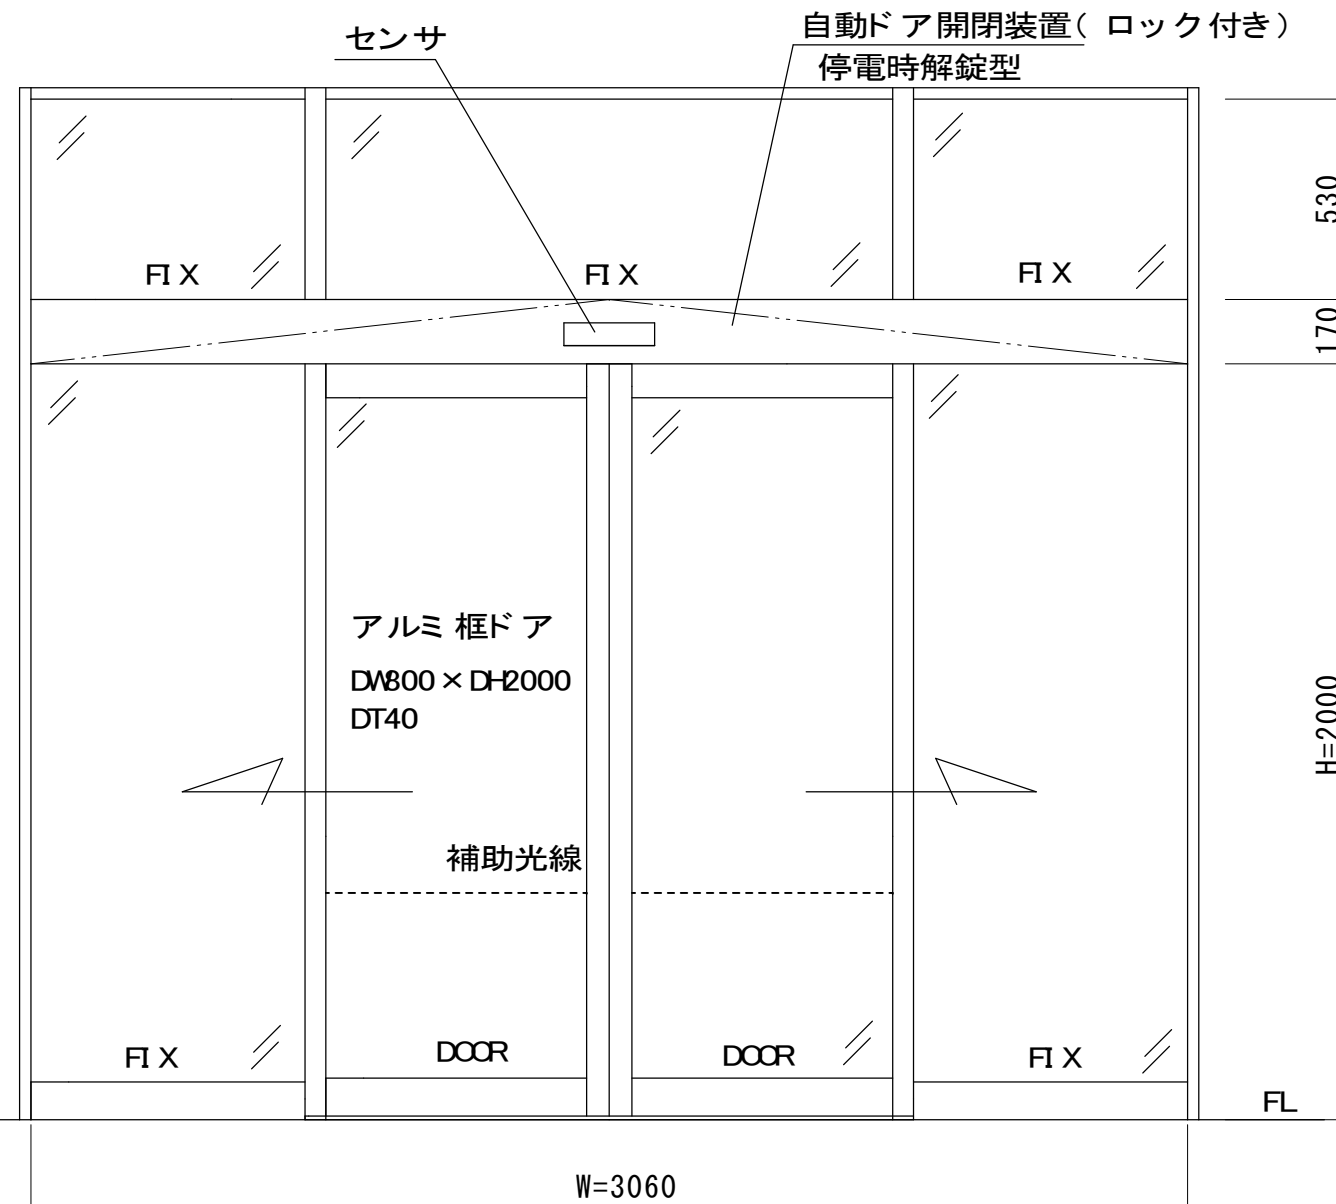 センサ
自動ドア開閉装置(ロック付き)
停電時解錠型
530
FIX
FIX
FIX
170
アルミ框ドア
DW800×DH2000
DT40
H=2000
補助光線
FIX
DOOR
DOOR
FIX
FL
W=3060